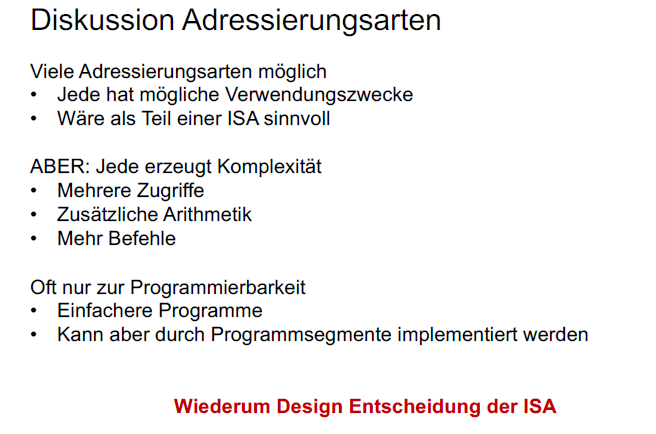 Diskussion Adressierungsarten
Viele Adressierungsarten möglich
• Jede hat mögliche Verwendungszwecke
• Wäre als Teil einer ISA sinnvoll
ABER: Jede erzeugt Komplexität
• Mehrere Zugriffe
• Zusätzliche Arithmetik
• Mehr Befehle
Oft nur zur Programmierbarkeit
• Einfachere Programme
• Kann aber durch Programmsegmente implementiert werden
Wiederum Design Entscheidung der ISA